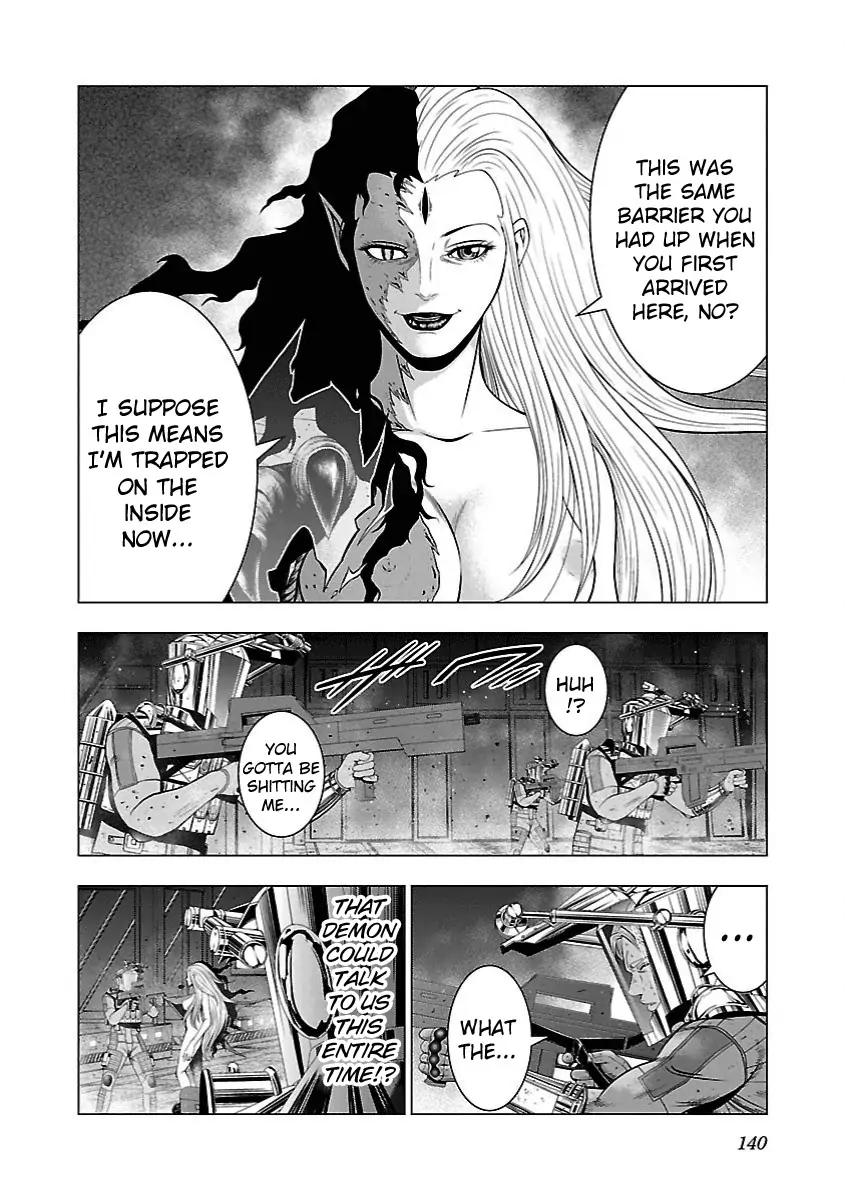 THIS WAS
THE SAME
BARRIER YOU
HAD UP WHEN
YOU FIRST
ARRIVED
HERE, NO?
I SUPPOSE
THIS MEANS
I'M TRAPPED
ON THE
INSIDE
NOW...
HUH
!?
YOU
GOTTA BE
SHITTING
ME...
...
WHAT
THE...
THAT
DEMON
COULD
TALK
TO US
THIS
ENTIRE
TIME!?
140